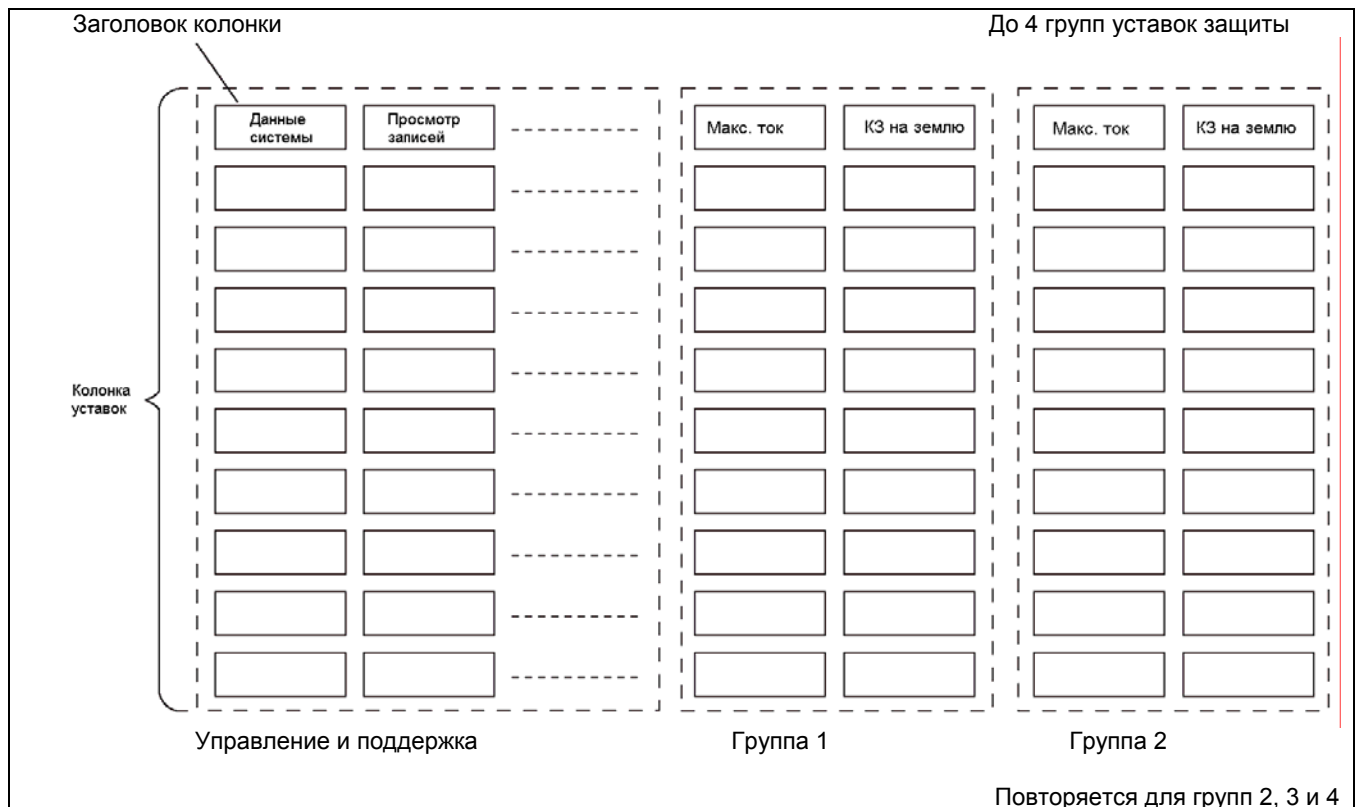 Заголовок колонки
До 4 групп уставок защиты
Данные
системы
Просмотр
записей
Макс. ток
КЗ на землю
Макс. ток
КЗ на землю
Колонка
уставок
Управление и поддержка
Группа 1
Группа 2
Повторяется для групп 2, 3 и 4